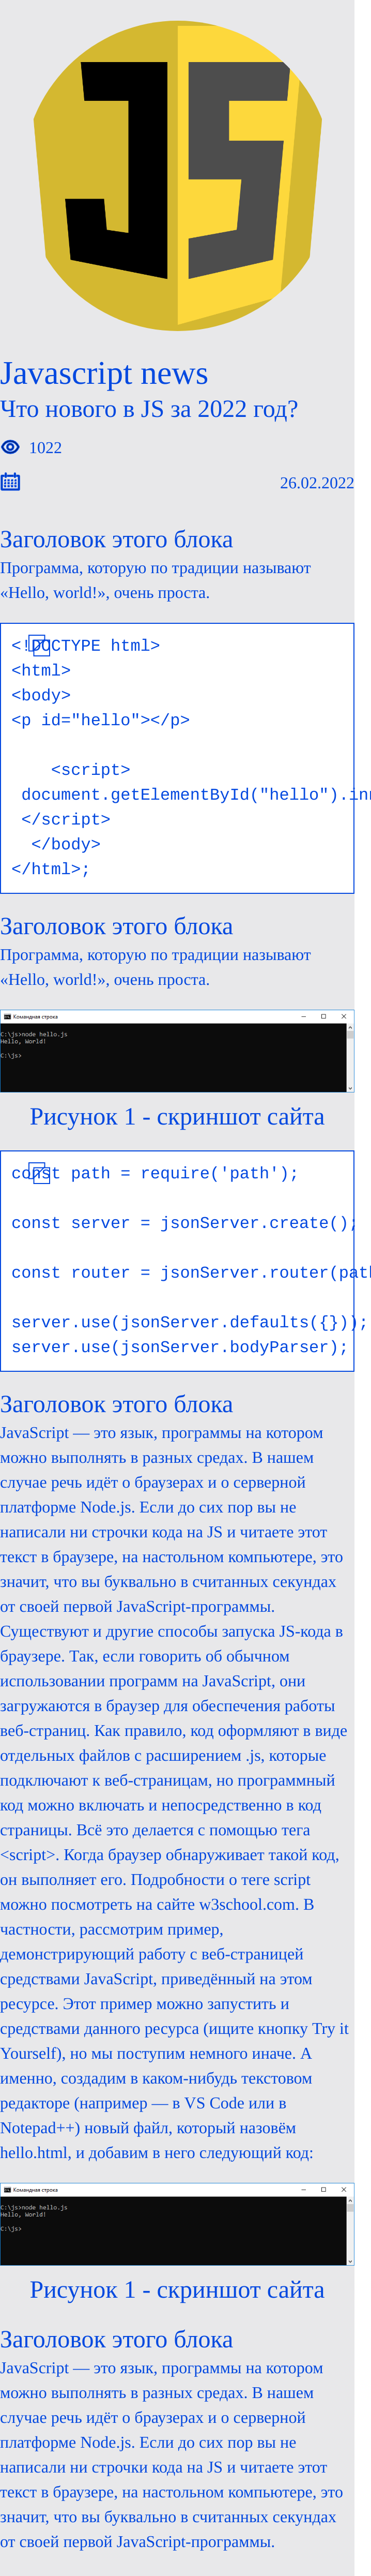 JS
Javascript news
Что нового в JS за 2022 год?
1022
26.02.2022
Заголовок этого блока
Программа, которую по традиции называют
«Hello, world!», очень проста.
<!DOCTYPE html>
<html>
<body>
<p id="hello"></p>
<script>
document.getElementById("hello").inn
</script>
</body>
</html>;
Заголовок этого блока
Программа, которую по традиции называют
«Hello, world!», очень проста.
Командная строка
C:\js>node hello.js
Hello, World!
C:\js>
Рисунок 1 - скриншот сайта
const path = require('path');
const server = jsonServer.create();
const router = jsonServer.router(path
server.use(jsonServer.defaults({}));
server.use(jsonServer.bodyParser);
Заголовок этого блока
JavaScript — это язык, программы на котором
можно выполнять в разных средах. В нашем
случае речь идёт о браузерах и о серверной
платформе Node.js. Если до сих пор вы не
написали ни строчки кода на JS и читаете этот
текст в браузере, на настольном компьютере, это
значит, что вы буквально в считанных секундах
от своей первой JavaScript-программы.
Существуют и другие способы запуска JS-кода в
браузере. Так, если говорить об обычном
использовании программ на JavaScript, они
загружаются в браузер для обеспечения работы
веб-страниц. Как правило, код оформляют в виде
отдельных файлов с расширением .js, которые
подключают к веб-страницам, но программный
код можно включать и непосредственно в код
страницы. Всё это делается с помощью тега
<script>. Когда браузер обнаруживает такой код,
он выполняет его. Подробности о теге script
можно посмотреть на сайте w3school.com. В
частности, рассмотрим пример,
демонстрирующий работу с веб-страницей
средствами JavaScript, приведённый на этом
ресурсе. Этот пример можно запустить и
средствами данного ресурса (ищите кнопку Try it
Yourself), но мы поступим немного иначе. А
именно, создадим в каком-нибудь текстовом
редакторе (например — в VS Code или в
Notepad++) новый файл, который назовём
hello.html, и добавим в него следующий код:
Командная строка
C:\js>node hello.js
Hello, World!
C:\js>
Рисунок 1 - скриншот сайта
Заголовок этого блока
JavaScript — это язык, программы на котором
можно выполнять в разных средах. В нашем
случае речь идёт о браузерах и о серверной
платформе Node.js. Если до сих пор вы не
написали ни строчки кода на JS и читаете этот
текст в браузере, на настольном компьютере, это
значит, что вы буквально в считанных секундах
от своей первой JavaScript-программы.